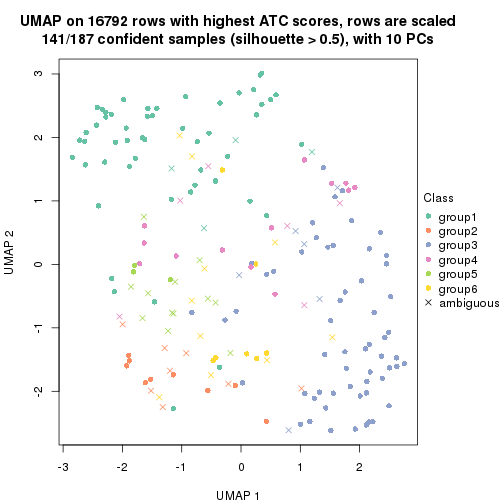 UMAP on 16792 rows with highest ATC scores, rows are scaled
141/187 confident samples (silhouette > 0.5), with 10 PCs
3
2
1
0
-1
-2
UMAP 2
-3
-2
-1
0
1
2
UMAP 1
Class
group1
group2
group3
group4
group5
group6
ambiguous